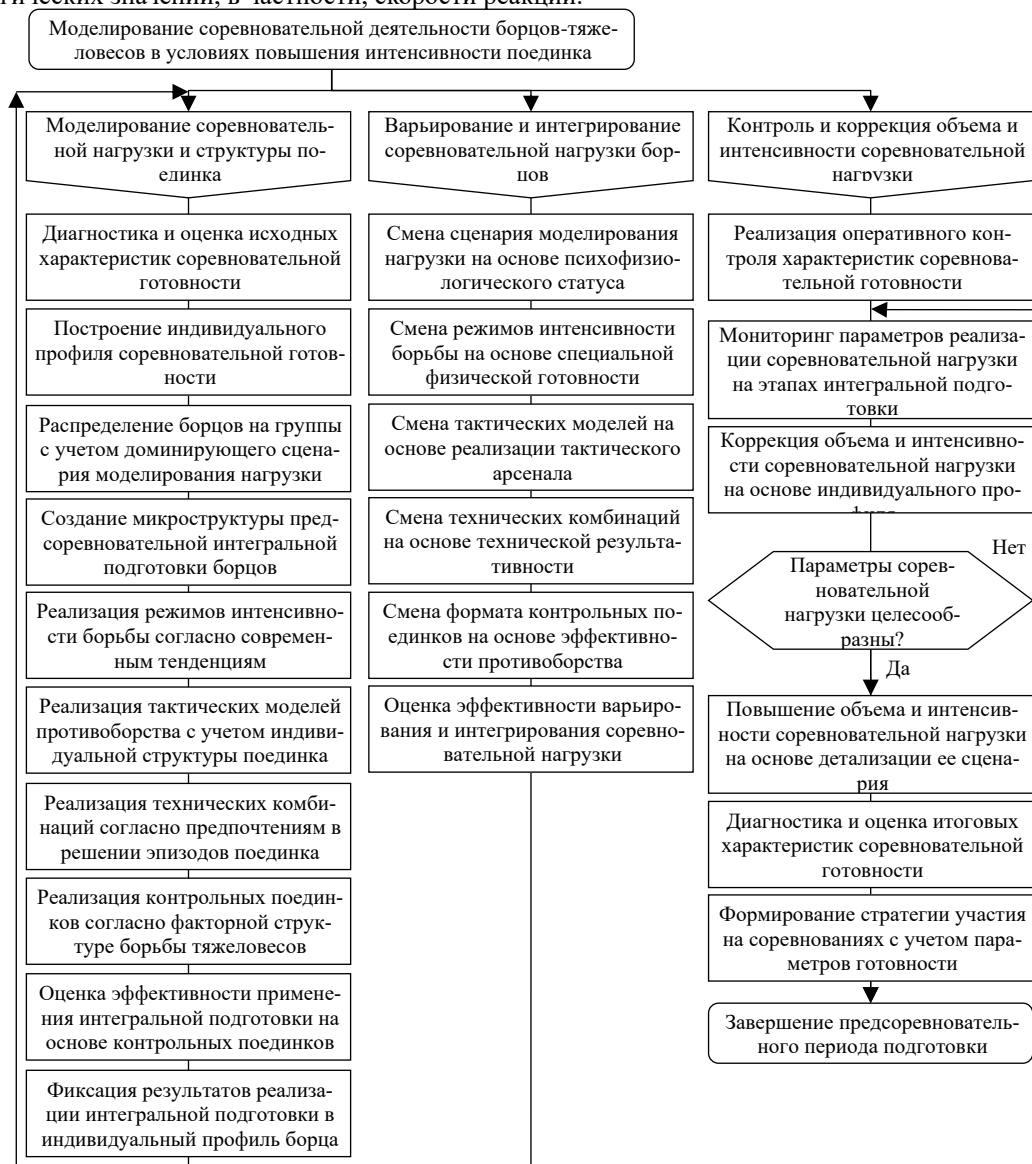 гических значений, в частности, скорости реакции.
Моделирование соревновательной деятельности борцов-тяже-
ловесов в условиях повышения интенсивности поединка
Моделирование соревнователь-
ной нагрузки и структуры по-
единка
Диагностика и оценка исходных
характеристик соревновательной
готовности
Построение индивидуального
профиля соревновательной готов-
ности
Распределение борцов на группы
с учетом доминирующего сцена-
рия моделирования нагрузки
Создание микроструктуры пред-
соревновательной интегральной
подготовки борцов
Реализация режимов интенсивно-
сти борьбы согласно современ-
ным тенденциям
Реализация тактических моделей
противоборства с учетом индиви-
дуальной структуры поединка
Реализация технических комби-
наций согласно предпочтениям в
решении эпизодов поединка
Реализация контрольных поедин-
ков согласно факторной струк-
туре борьбы тяжеловесов
Оценка эффективности примене-
ния интегральной подготовки на
основе контрольных поединков
Фиксация результатов реализа-
ции интегральной подготовки в
индивидуальный профиль борца
Варьирование и интегрирование
соревновательной нагрузки бор-
цов
Смена сценария моделирования
нагрузки на основе психофизио-
логического статуса
Смена режимов интенсивности
борьбы на основе специальной
физической готовности
Смена тактических моделей на
основе реализации тактического
арсенала
Смена технических комбинаций
на основе технической результа-
тивности
Смена формата контрольных по-
единков на основе эффективно-
сти противоборства
Оценка эффективности варьиро-
вания и интегрирования соревно-
вательной нагрузки
Контроль и коррекция объема и
интенсивности соревновательной
нагрузки
Реализация оперативного кон-
троля характеристик соревнова-
тельной готовности
Мониторинг параметров реализа-
ции соревновательной нагрузки
на этапах интегральной подго-
товки
Коррекция объема и интенсивно-
сти соревновательной нагрузки
на основе индивидуального про-
Нет
Параметры сорев-
новательной
нагрузки целесооб-
разны?
Да
Повышение объема и интенсив-
ности соревновательной нагрузки
на основе детализации ее сцена-
рия
Диагностика и оценка итоговых
характеристик соревновательной
готовности
Формирование стратегии участия
на соревнованиях с учетом пара-
метров готовности
Завершение предсоревнователь-
ного периода подготовки